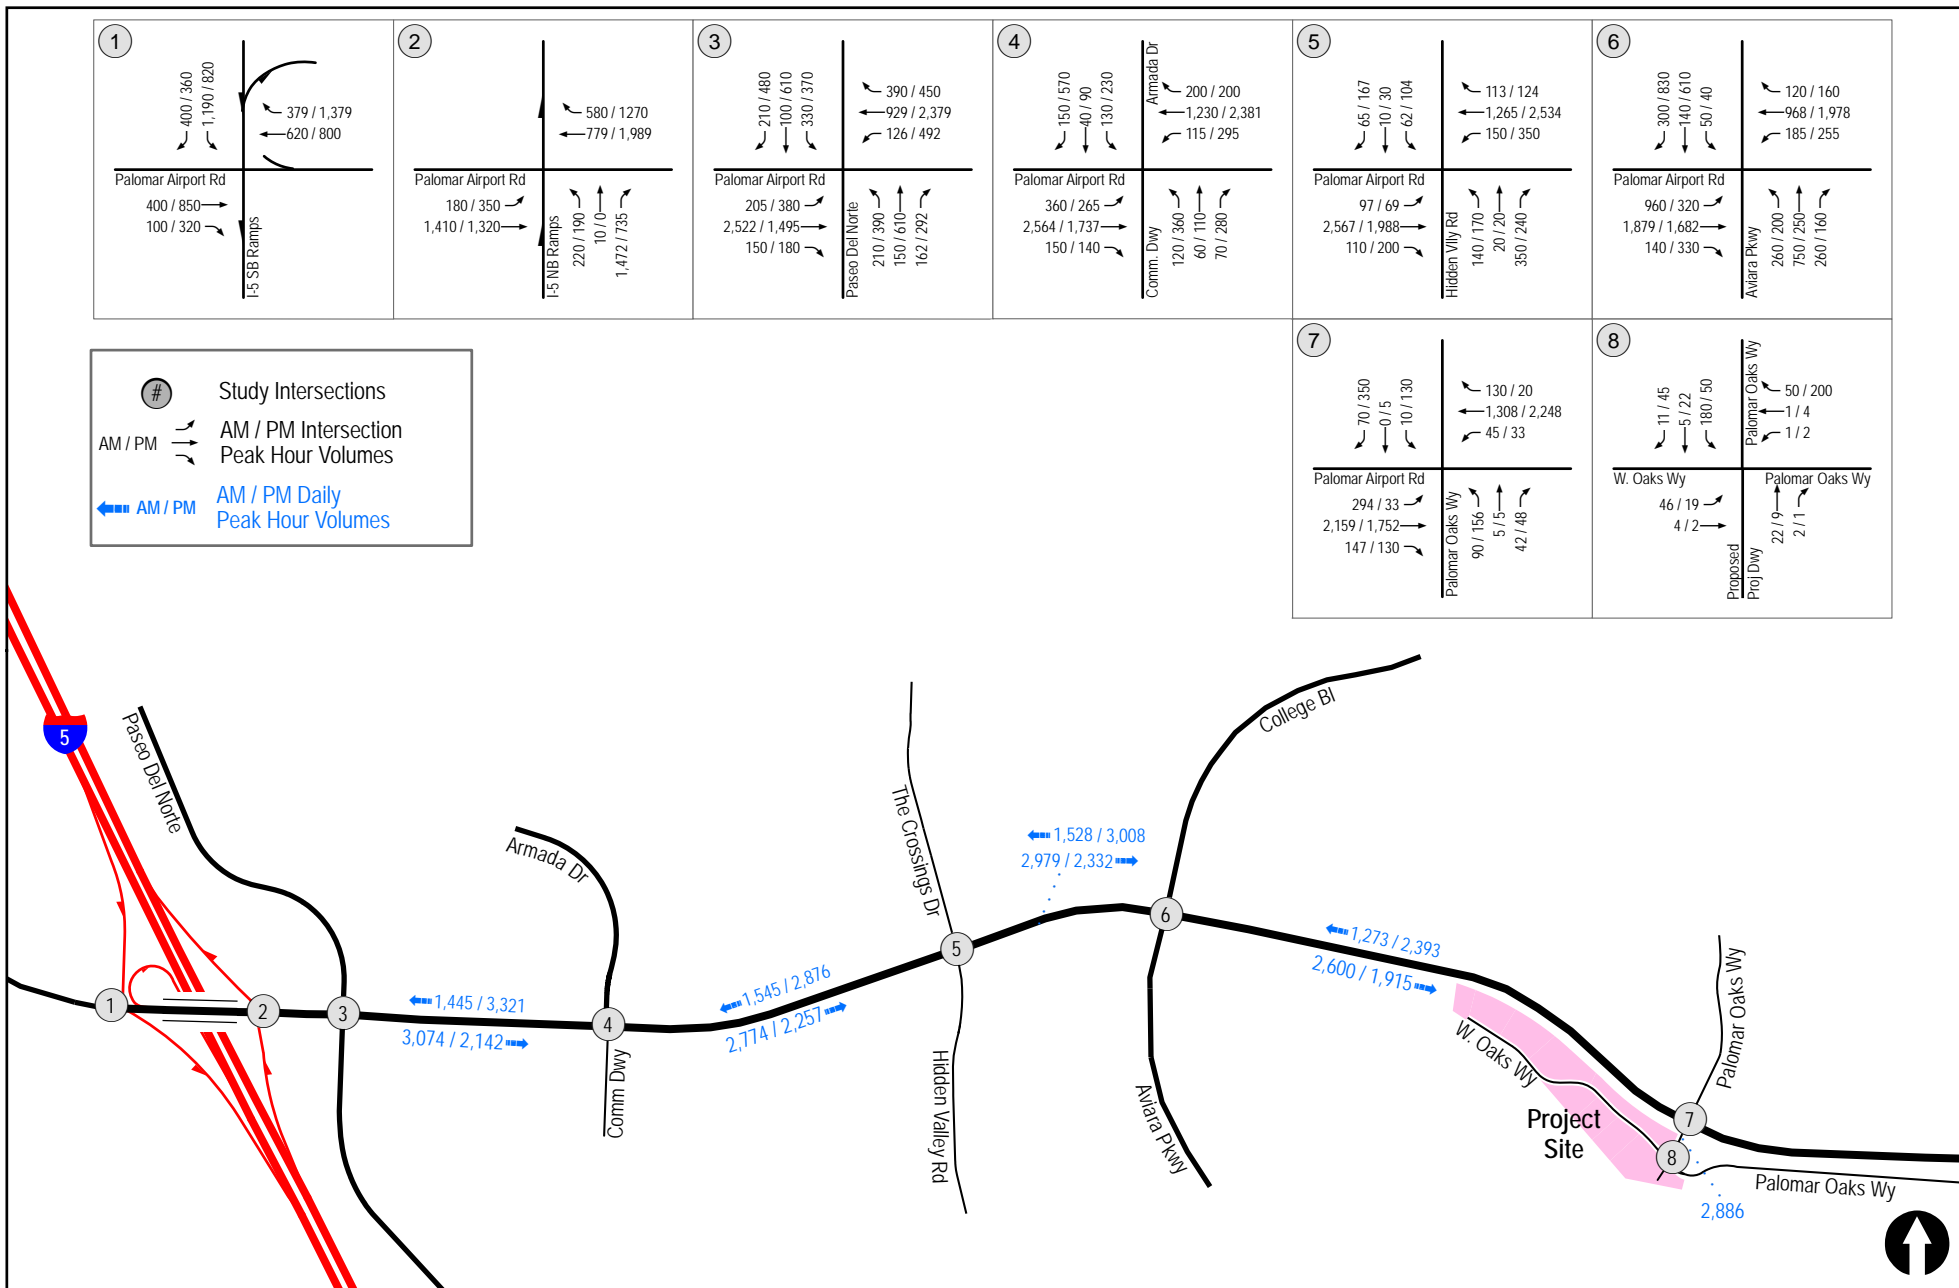 1
400 / 360
1,190 / 820
379 / 1,379
620 / 800
Palomar Airport Rd
400 / 850
100 / 320
I-5 SB Ramps
2
580 / 1270
779 / 1,989
Palomar Airport Rd
180 / 350
1,410 / 1,320
I-5 NB Ramps
220 / 190
10 / 0
1,472 / 735
3
210 / 480
100 / 610
330 / 370
390 / 450
929 / 2,379
126 / 492
Palomar Airport Rd
205 / 380
2,522 / 1,495
150 / 180
Paseo Del Norte
210 / 390
150 / 610
162 / 292
4
150 / 570
40 / 90
130 / 230
Armada Dr
200 / 200
1,230 / 2,381
115 / 295
Palomar Airport Rd
360 / 265
2,564 / 1,737
150 / 140
Comm. Dwy
120 / 360
60 / 110
70 / 280
5
65 / 167
10 / 30
62 / 104
113 / 124
1,265 / 2,534
150 / 350
Palomar Airport Rd
97 / 69
2,567 / 1,988
110 / 200
Hidden Vlly Rd
140 / 170
20 / 20
350 / 240
6
300 / 830
140 / 610
50 / 40
120 / 160
968 / 1,978
185 / 255
Palomar Airport Rd
960 / 320
1,879 / 1,682
140 / 330
Aviara Pkwy
260 / 200
750 / 250
260 / 160
7
70 / 350
0 / 5
10 / 130
130 / 20
1,308 / 2,248
45 / 33
Palomar Airport Rd
294 / 33
2,159 / 1,752
147 / 130
Palomar Oaks Wy
90 / 156
5 / 5
42 / 48
8
11 / 45
5 / 22
180 / 50
Palomar Oaks Wy
50 / 200
1 / 4
1 / 2
W. Oaks Wy
Palomar Oaks Wy
46 / 19
4 / 2
Proposed
Proj Dwy
22 / 9
2 / 1
# Study Intersections
AM / PM
AM / PM Intersection
Peak Hour Volumes
AM / PM
AM / PM Daily
Peak Hour Volumes
5
Paseo Del Norte
Armada Dr
The Crossings Dr
College Bl
1,528 / 3,008
2,979 / 2,332
1,273 / 2,393
2,600 / 1,915
1,545 / 2,876
2,774 / 2,257
1,445 / 3,321
3,074 / 2,142
1
2
3
4
5
6
7
8
Comm Dwy
Hidden Valley Rd
Aviara Pkwy
W. Oaks Wy
Palomar Oaks Wy
Project
Site
Palomar Oaks Wy
2,886